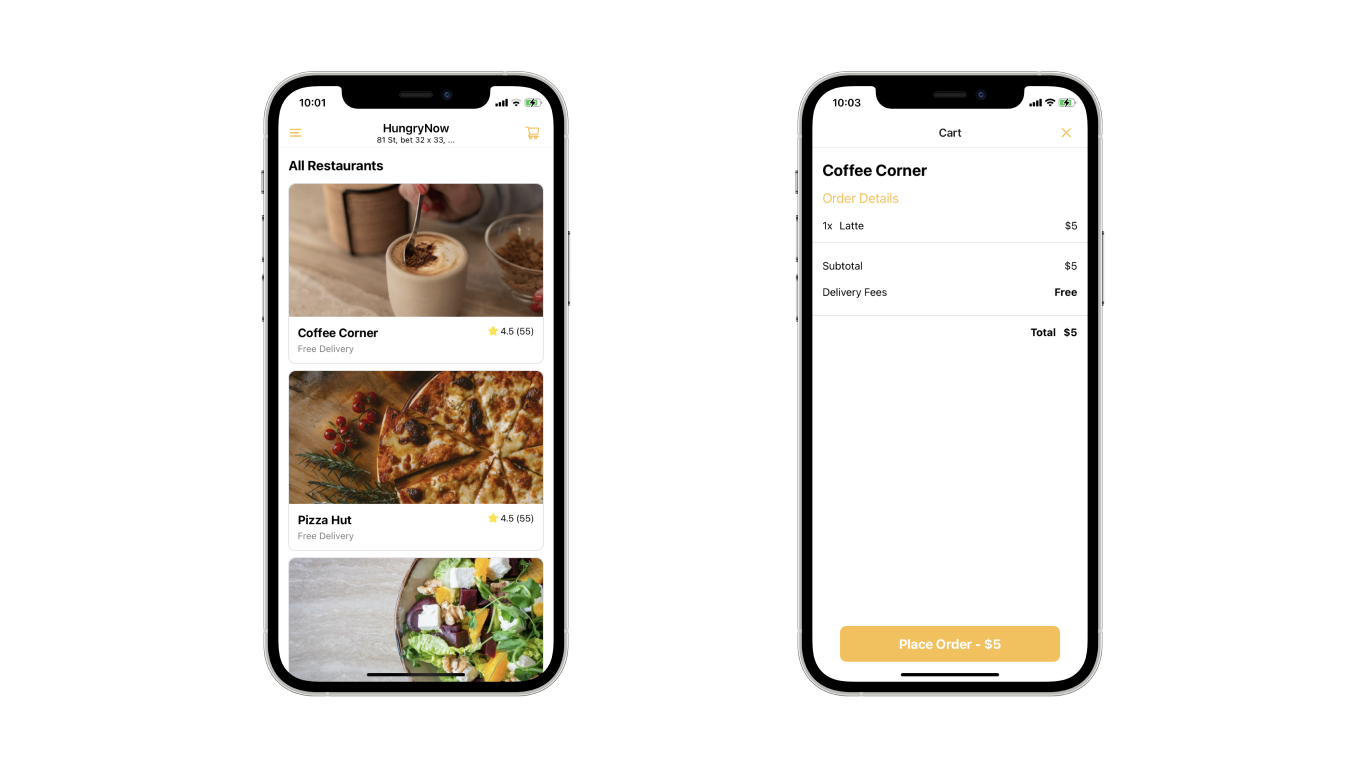 10:01
HungryNow
81 St, bet 32 x 33, ...
All Restaurants
Coffee Corner
4.5 (55)
Free Delivery
Pizza Hut
4.5 (55)
Free Delivery
10:03
Cart
Coffee Corner
Order Details
1x Latte $5
Subtotal $5
Delivery Fees Free
Total $5
Place Order - $5